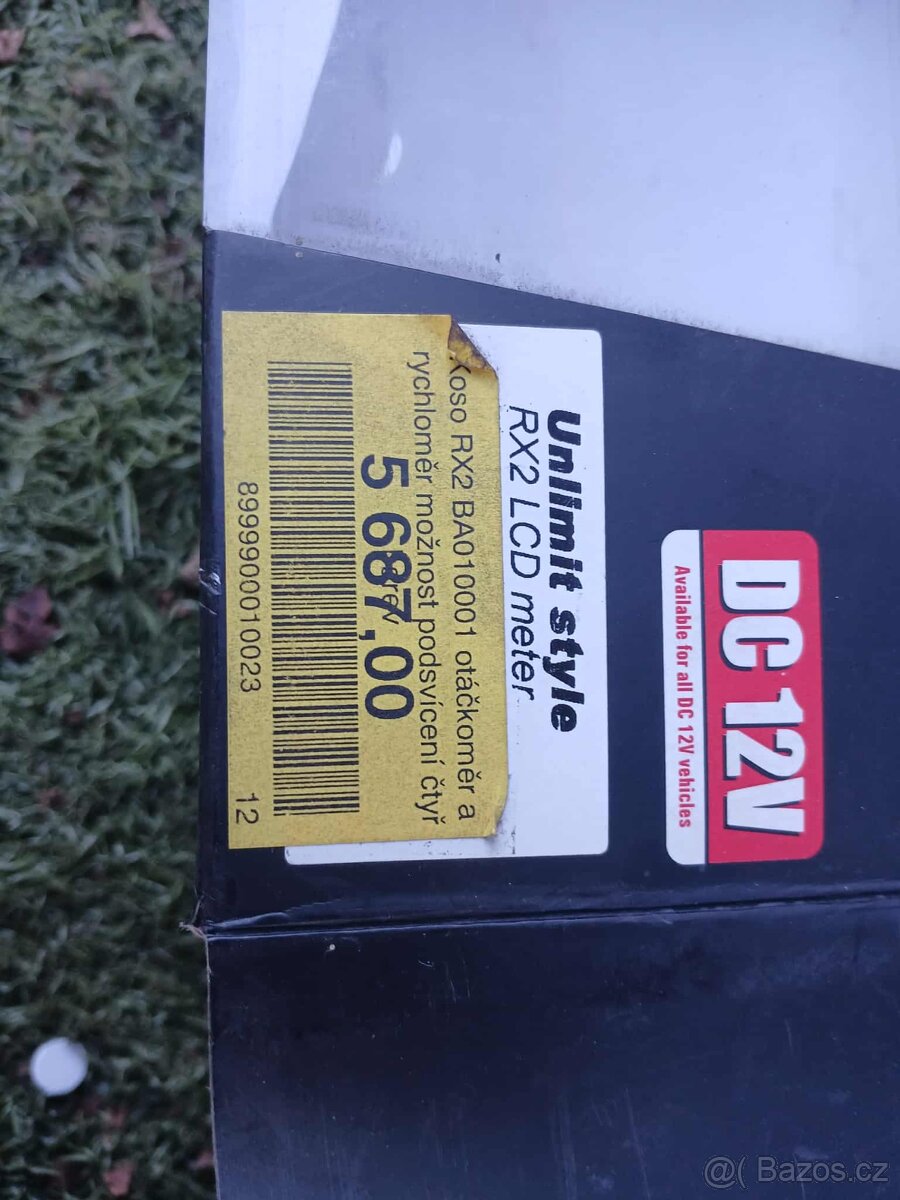 DC 12V
Available for all DC 12V vehicles
Unlimit style
RX2 LCD meter
Koso RX2 BA010001 otáčkoměr a
rychloměr možnost podsvícení čtyř
5 687,00
8999900010023
12
@( Bazos.cz